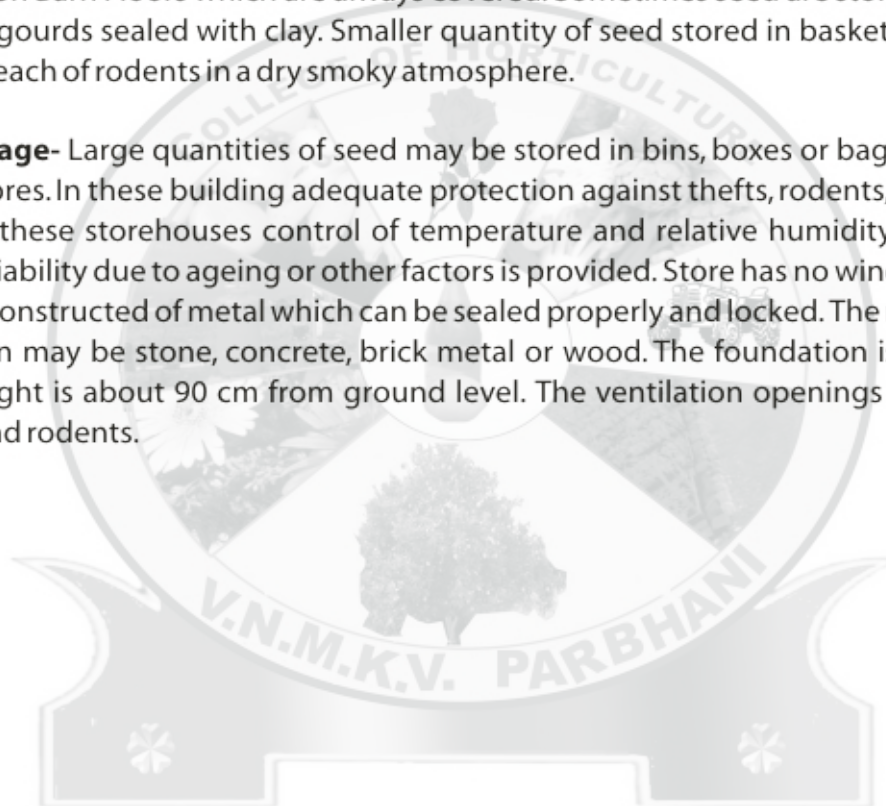 gourds sealed with clay. Smaller quantity of seed stored in basket
each of rodents in a dry smoky atmosphere.
age- Large quantities of seed may be stored in bins, boxes or bag
ores. In these building adequate protection against thefts, rodents,
these storehouses control of temperature and relative humidity
iability due to ageing or other factors is provided. Store has no win
onstructed of metal which can be sealed properly and locked. The
n may be stone, concrete, brick metal or wood. The foundation i
ght is about 90 cm from ground level. The ventilation openings
nd rodents.
COLLEGE OF HORTICULTURE
V.N.M.K.V. PARBHANI